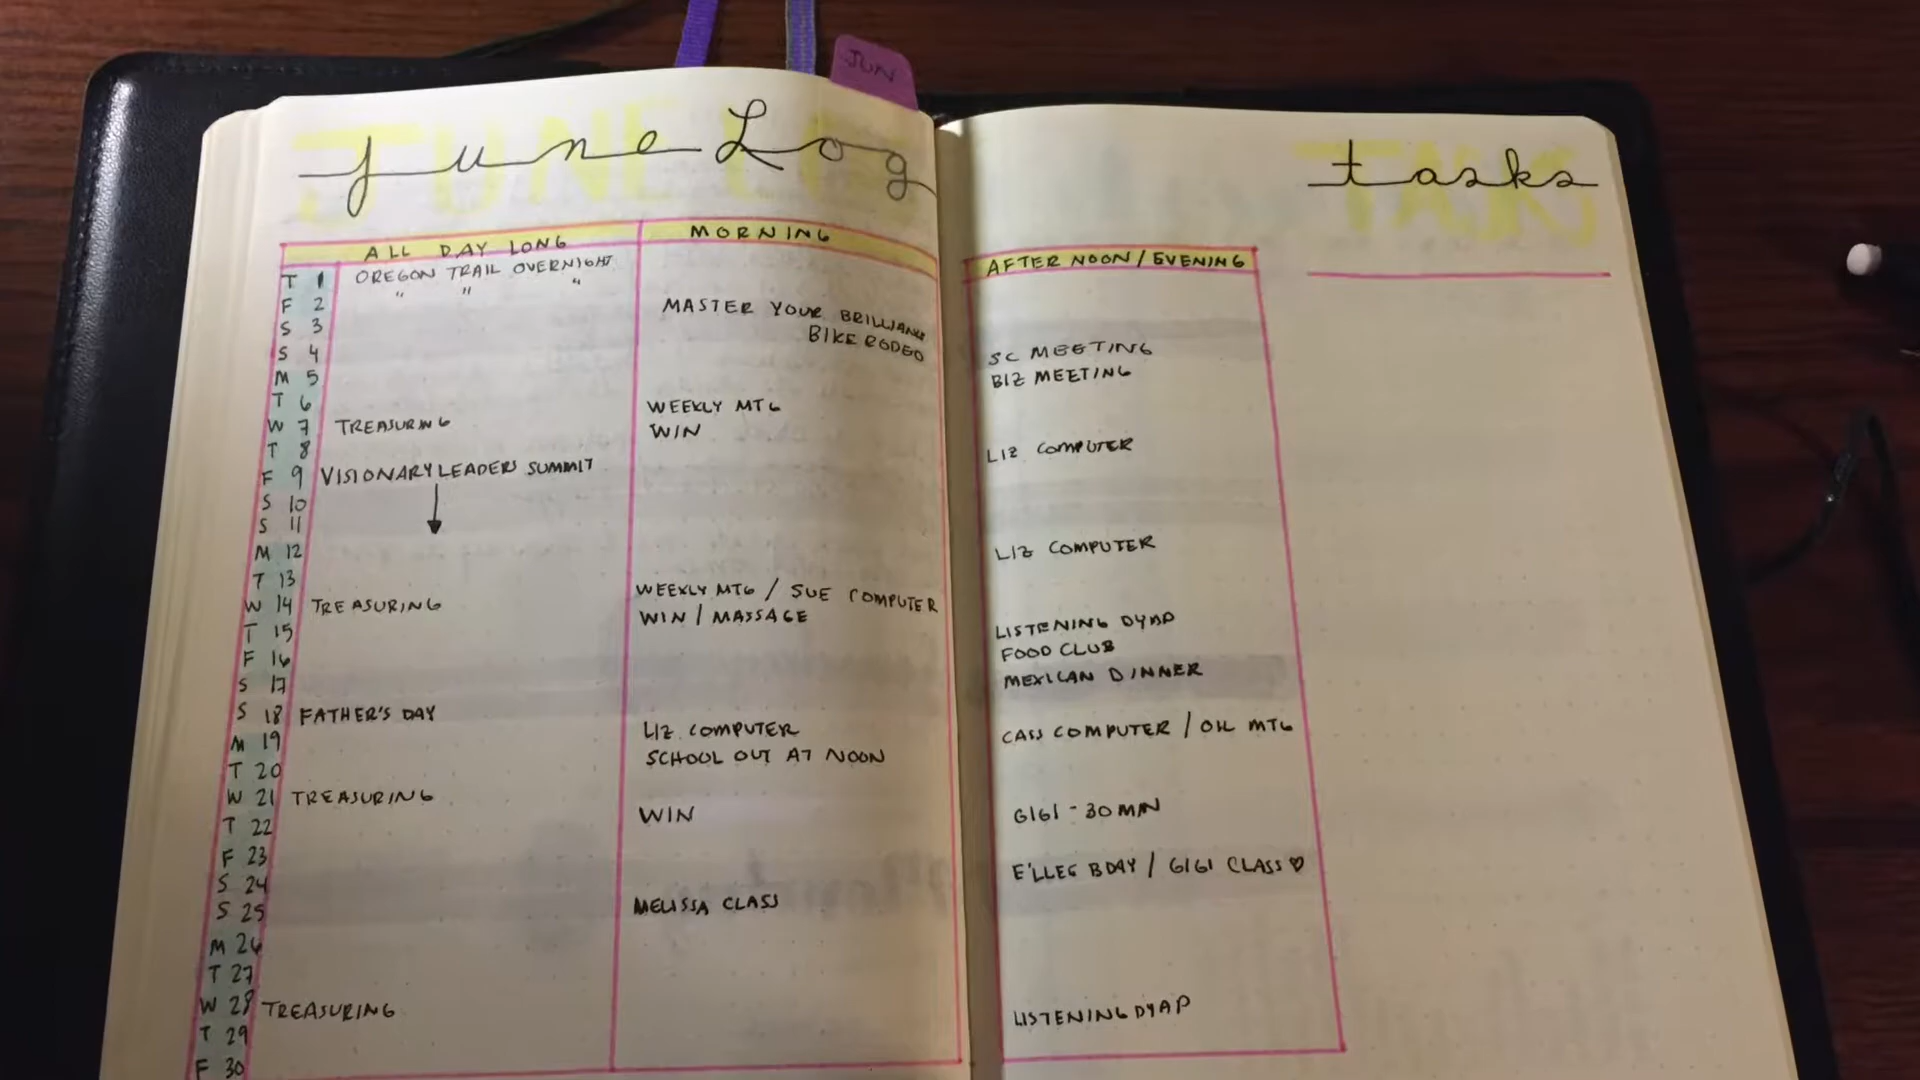 JUN
June Log
tasks
ALL DAY LONG MORNING AFTER NOON / EVENING
T 1 OREGON TRAIL OVERNIGHT
F 2 " " " MASTER YOUR BRILLIANCE
S 3 BIKE RODEO
S 4 SC MEETING
M 5 BIZ MEETING
T 6 WEEKLY MTG
W 7 TREASURING WIN
T 8 LIZ COMPUTER
F 9 VISIONARY LEADERS SUMMIT
S 10
S 11
M 12 LIZ COMPUTER
T 13 WEEKLY MTG / SUE COMPUTER
W 14 TREASURING WIN / MASSAGE
T 15 LISTENING DYAD
F 16 FOOD CLUB
S 17 MEXICAN DINNER
S 18 FATHER'S DAY
M 19 LIZ COMPUTER CASS COMPUTER / OIL MTG
T 20 SCHOOL OUT AT NOON
W 21 TREASURING
T 22 WIN GIGI - 30 MIN
F 23
S 24 E'LLEG BDAY / GIGI CLASS ♡
S 25 MELISSA CLASS
M 26
T 27
W 28 TREASURING
T 29 LISTENING DYAP
F 30